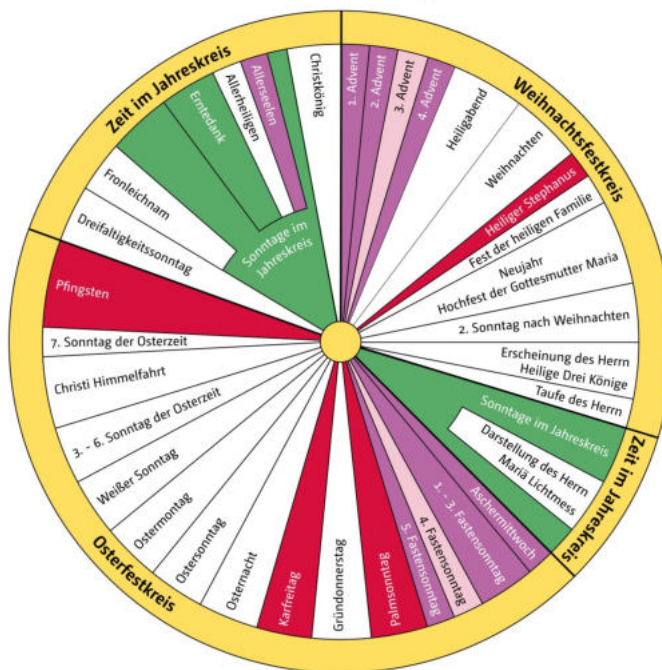 Weihnachtsfestkreis
1. Advent
2. Advent
3. Advent
4. Advent
Heiligabend
Weihnachten
Heiliger Stephanus
Fest der heiligen Familie
Neujahr
Hochfest der Gottesmutter Maria
2. Sonntag nach Weihnachten
Erscheinung des Herrn
Heilige Drei Könige
Taufe des Herrn
Zeit im Jahreskreis
Sonntage im Jahreskreis
Darstellung des Herrn
Mariä Lichtmess
Osterfestkreis
Aschermittwoch
1. - 3. Fastensonntag
4. Fastensonntag
5. Fastensonntag
Palmsonntag
Gründonnerstag
Karfreitag
Osternacht
Ostersonntag
Ostermontag
Weißer Sonntag
3. - 6. Sonntag der Osterzeit
Christi Himmelfahrt
7. Sonntag der Osterzeit
Pfingsten
Zeit im Jahreskreis
Dreifaltigkeitssonntag
Fronleichnam
Sonntage im
Jahreskreis
Erntedank
Allerheiligen
Allerseelen
Christkönig